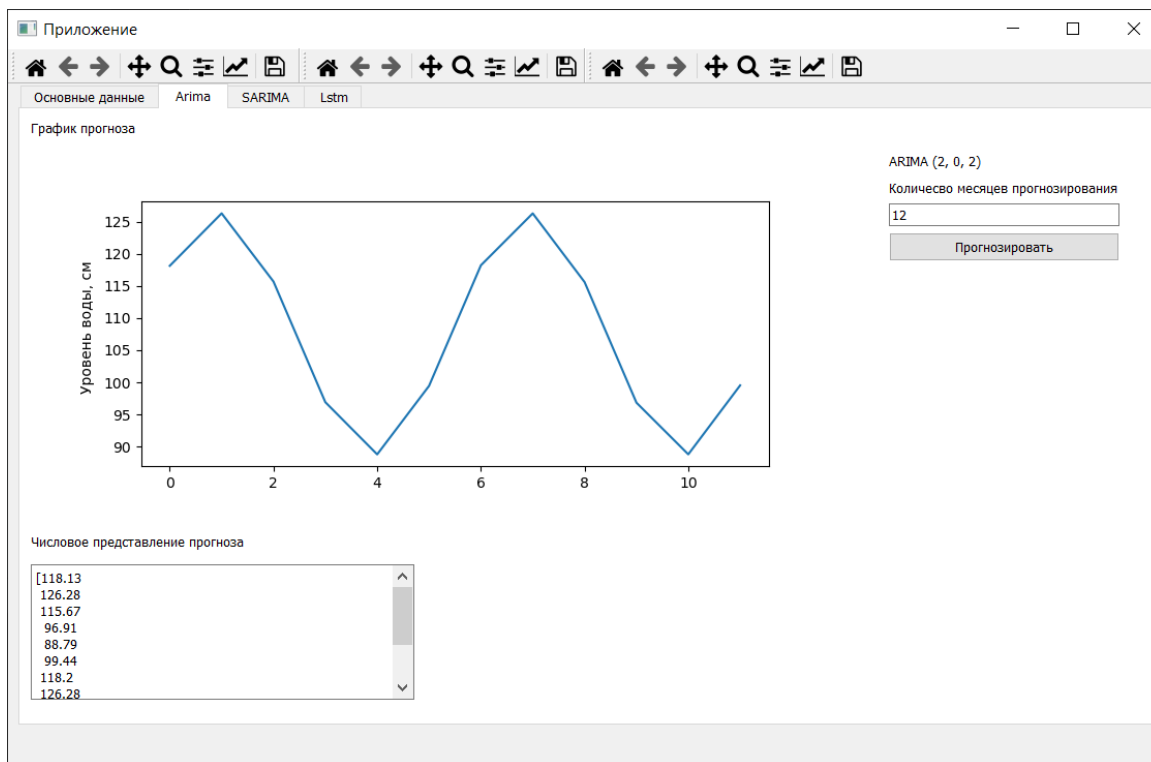 Приложение
Основные данные Arima SARIMA Lstm
График прогноза
ARIMA (2, 0, 2)
Количесво месяцев прогнозирования
12
Прогнозировать
Уровень воды, см
125
120
115
110
105
100
95
90
0 2 4 6 8 10
Числовое представление прогноза
[118.13
126.28
115.67
96.91
88.79
99.44
118.2
126.28